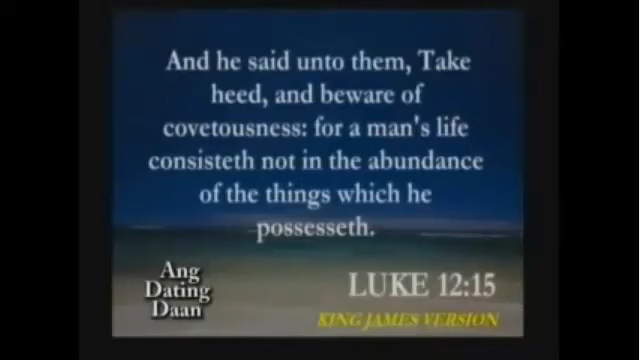 And he said unto them, Take
heed, and beware of
covetousness: for a man's life
consisteth not in the abundance
of the things which he
possesseth.
Ang
Dating
Daan
LUKE 12:15
KING JAMES VERSION